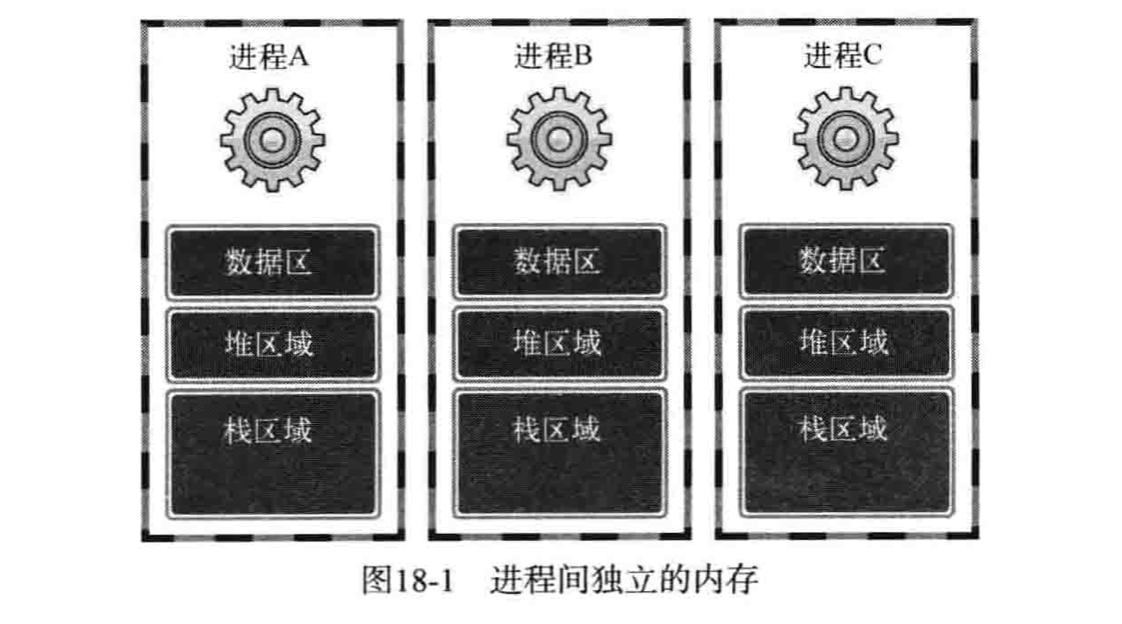 进程A 进程B 进程C
数据区 数据区 数据区
堆区域 堆区域 堆区域
栈区域 栈区域 栈区域
图18-1 进程间独立的内存